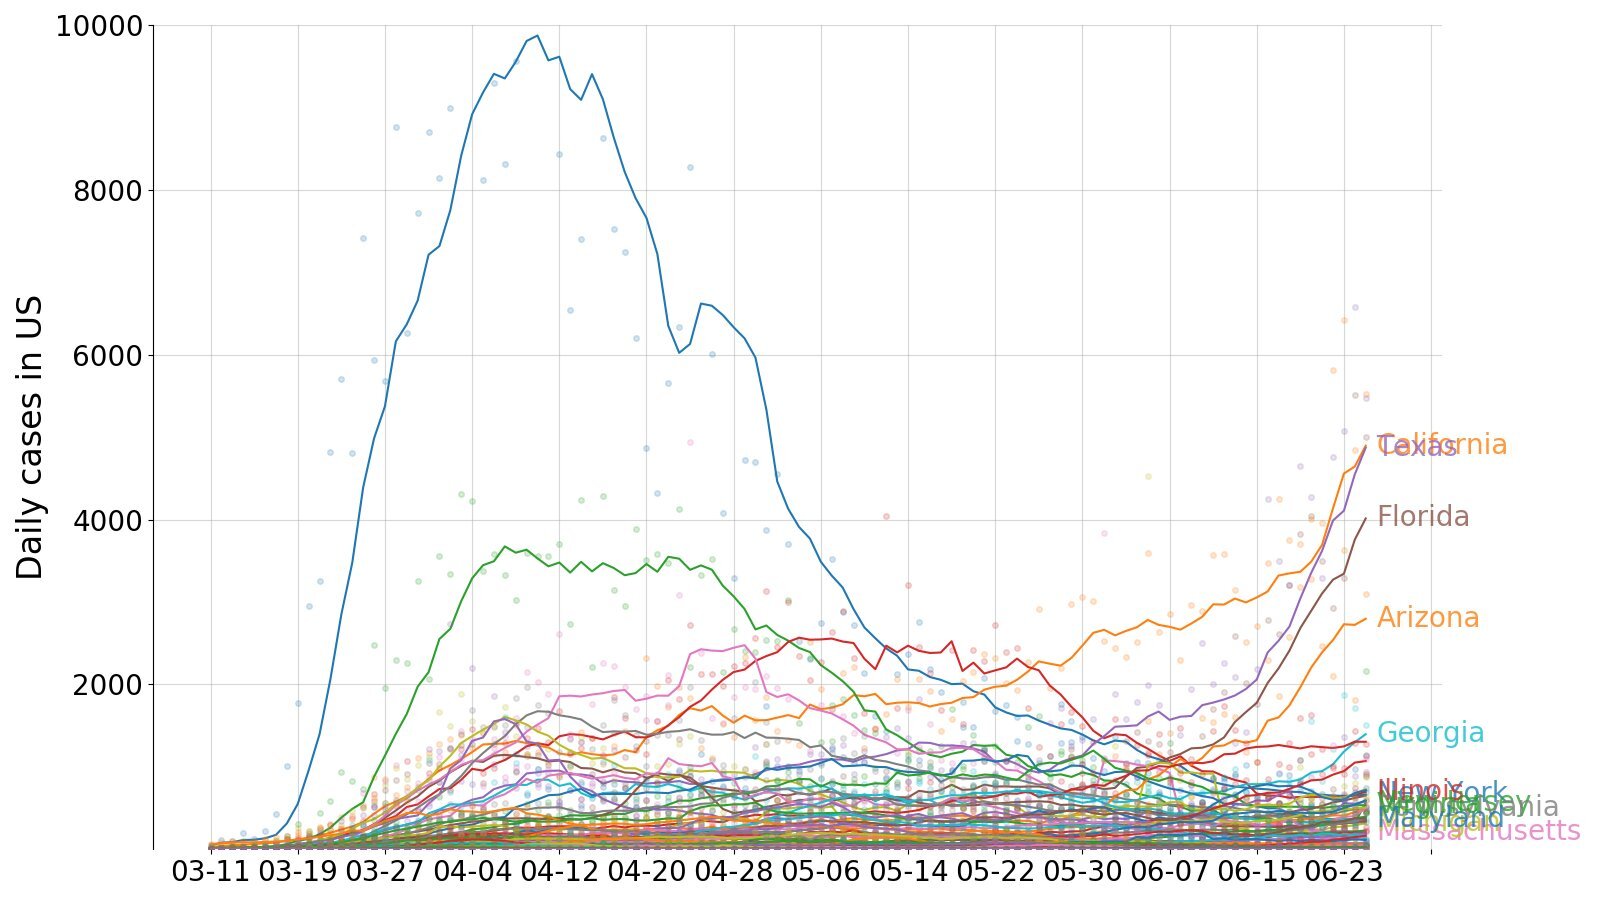 10000
8000
6000
4000
2000
Daily cases in US
California
Texas
Florida
Arizona
Georgia
Illinois
Maryland
Massachusetts
03-11 03-19 03-27 04-04 04-12 04-20 04-28 05-06 05-14 05-22 05-30 06-07 06-15 06-23